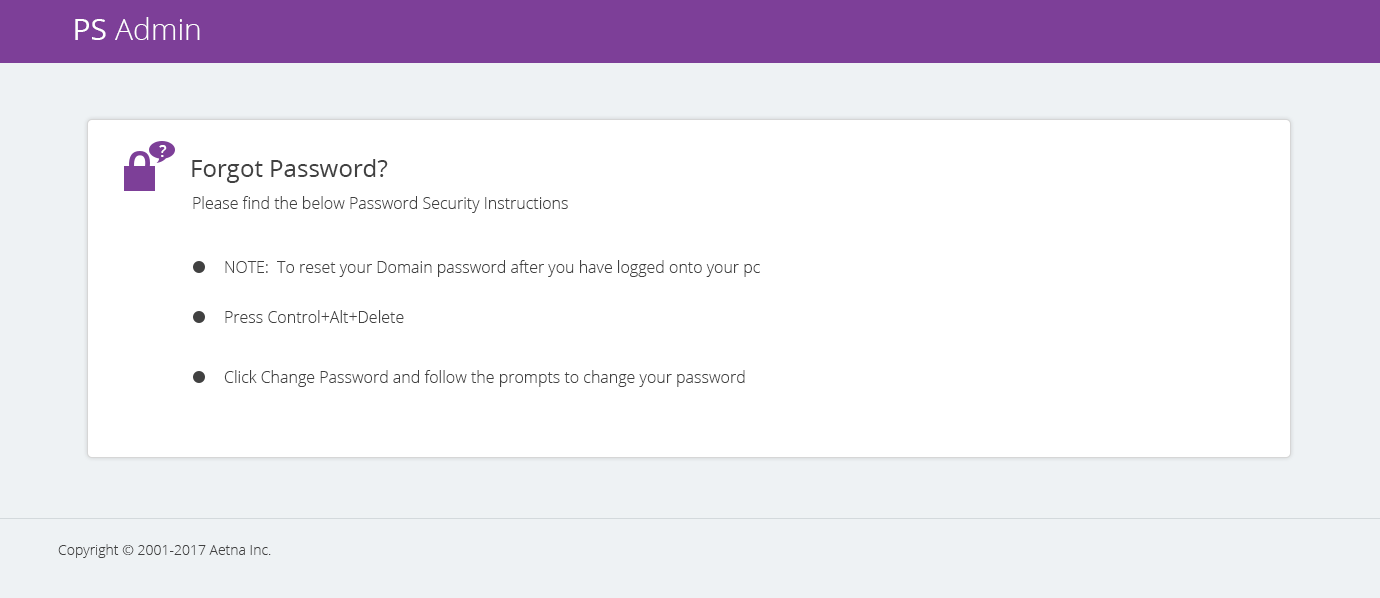 PS Admin
?
Forgot Password?
Please find the below Password Security Instructions
NOTE:  To reset your Domain password after you have logged onto your pc
Press Control+Alt+Delete
Click Change Password and follow the prompts to change your password
Copyright © 2001-2017 Aetna Inc.